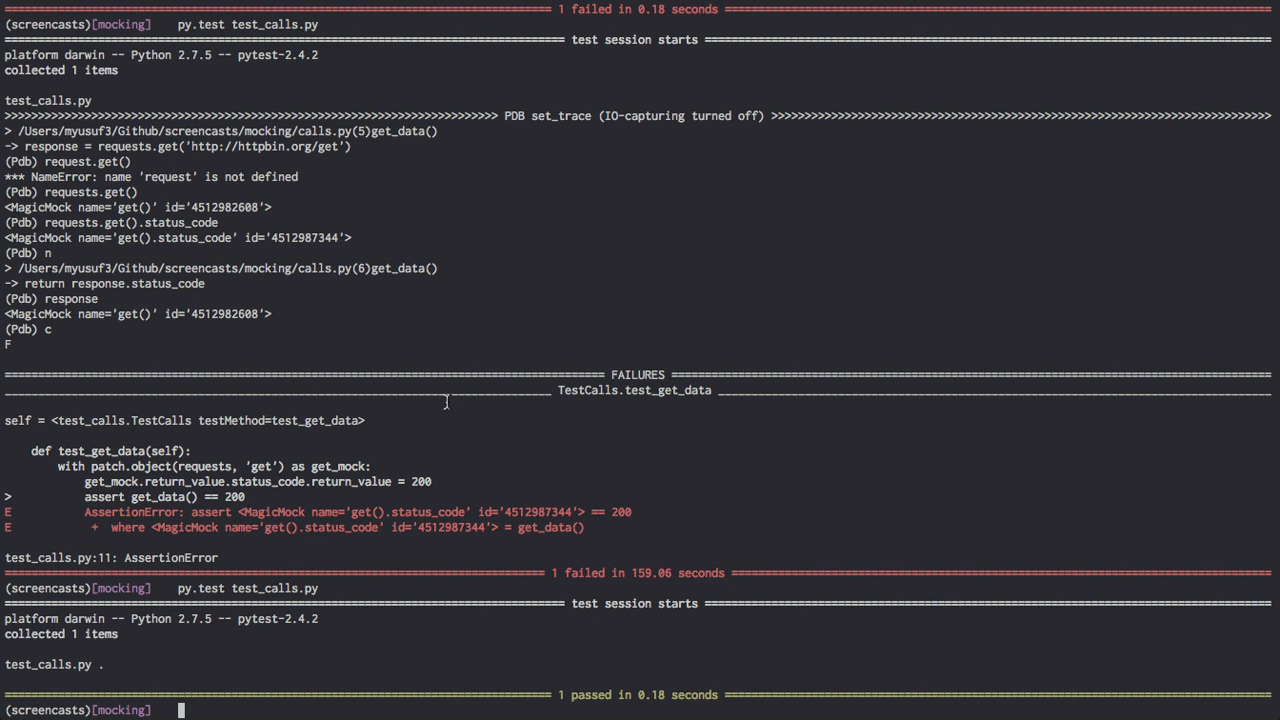 ==================== 1 failed in 0.18 seconds ====================
(screencasts)[mocking]    py.test test_calls.py
==================== test session starts ====================
platform darwin -- Python 2.7.5 -- pytest-2.4.2
collected 1 items
test_calls.py
>>>>>>>>>>>>>>>>>>>> PDB set_trace (IO-capturing turned off) >>>>>>>>>>>>>>>>>>>>
> /Users/myusuf3/Github/screencasts/mocking/calls.py(5)get_data()
-> response = requests.get('http://httpbin.org/get')
(Pdb) request.get()
*** NameError: name 'request' is not defined
(Pdb) requests.get()
<MagicMock name='get()' id='4512982608'>
(Pdb) requests.get().status_code
<MagicMock name='get().status_code' id='4512987344'>
(Pdb) n
> /Users/myusuf3/Github/screencasts/mocking/calls.py(6)get_data()
-> return response.status_code
(Pdb) response
<MagicMock name='get()' id='4512982608'>
(Pdb) c
F
==================== FAILURES ====================
____________________ TestCalls.test_get_data ____________________
self = <test_calls.TestCalls testMethod=test_get_data>
    def test_get_data(self):
        with patch.object(requests, 'get') as get_mock:
            get_mock.return_value.status_code.return_value = 200
>           assert get_data() == 200
E           AssertionError: assert <MagicMock name='get().status_code' id='4512987344'> == 200
E            +  where <MagicMock name='get().status_code' id='4512987344'> = get_data()
test_calls.py:11: AssertionError
==================== 1 failed in 159.06 seconds ====================
(screencasts)[mocking]    py.test test_calls.py
==================== test session starts ====================
platform darwin -- Python 2.7.5 -- pytest-2.4.2
collected 1 items
test_calls.py .
==================== 1 passed in 0.18 seconds ====================
(screencasts)[mocking]